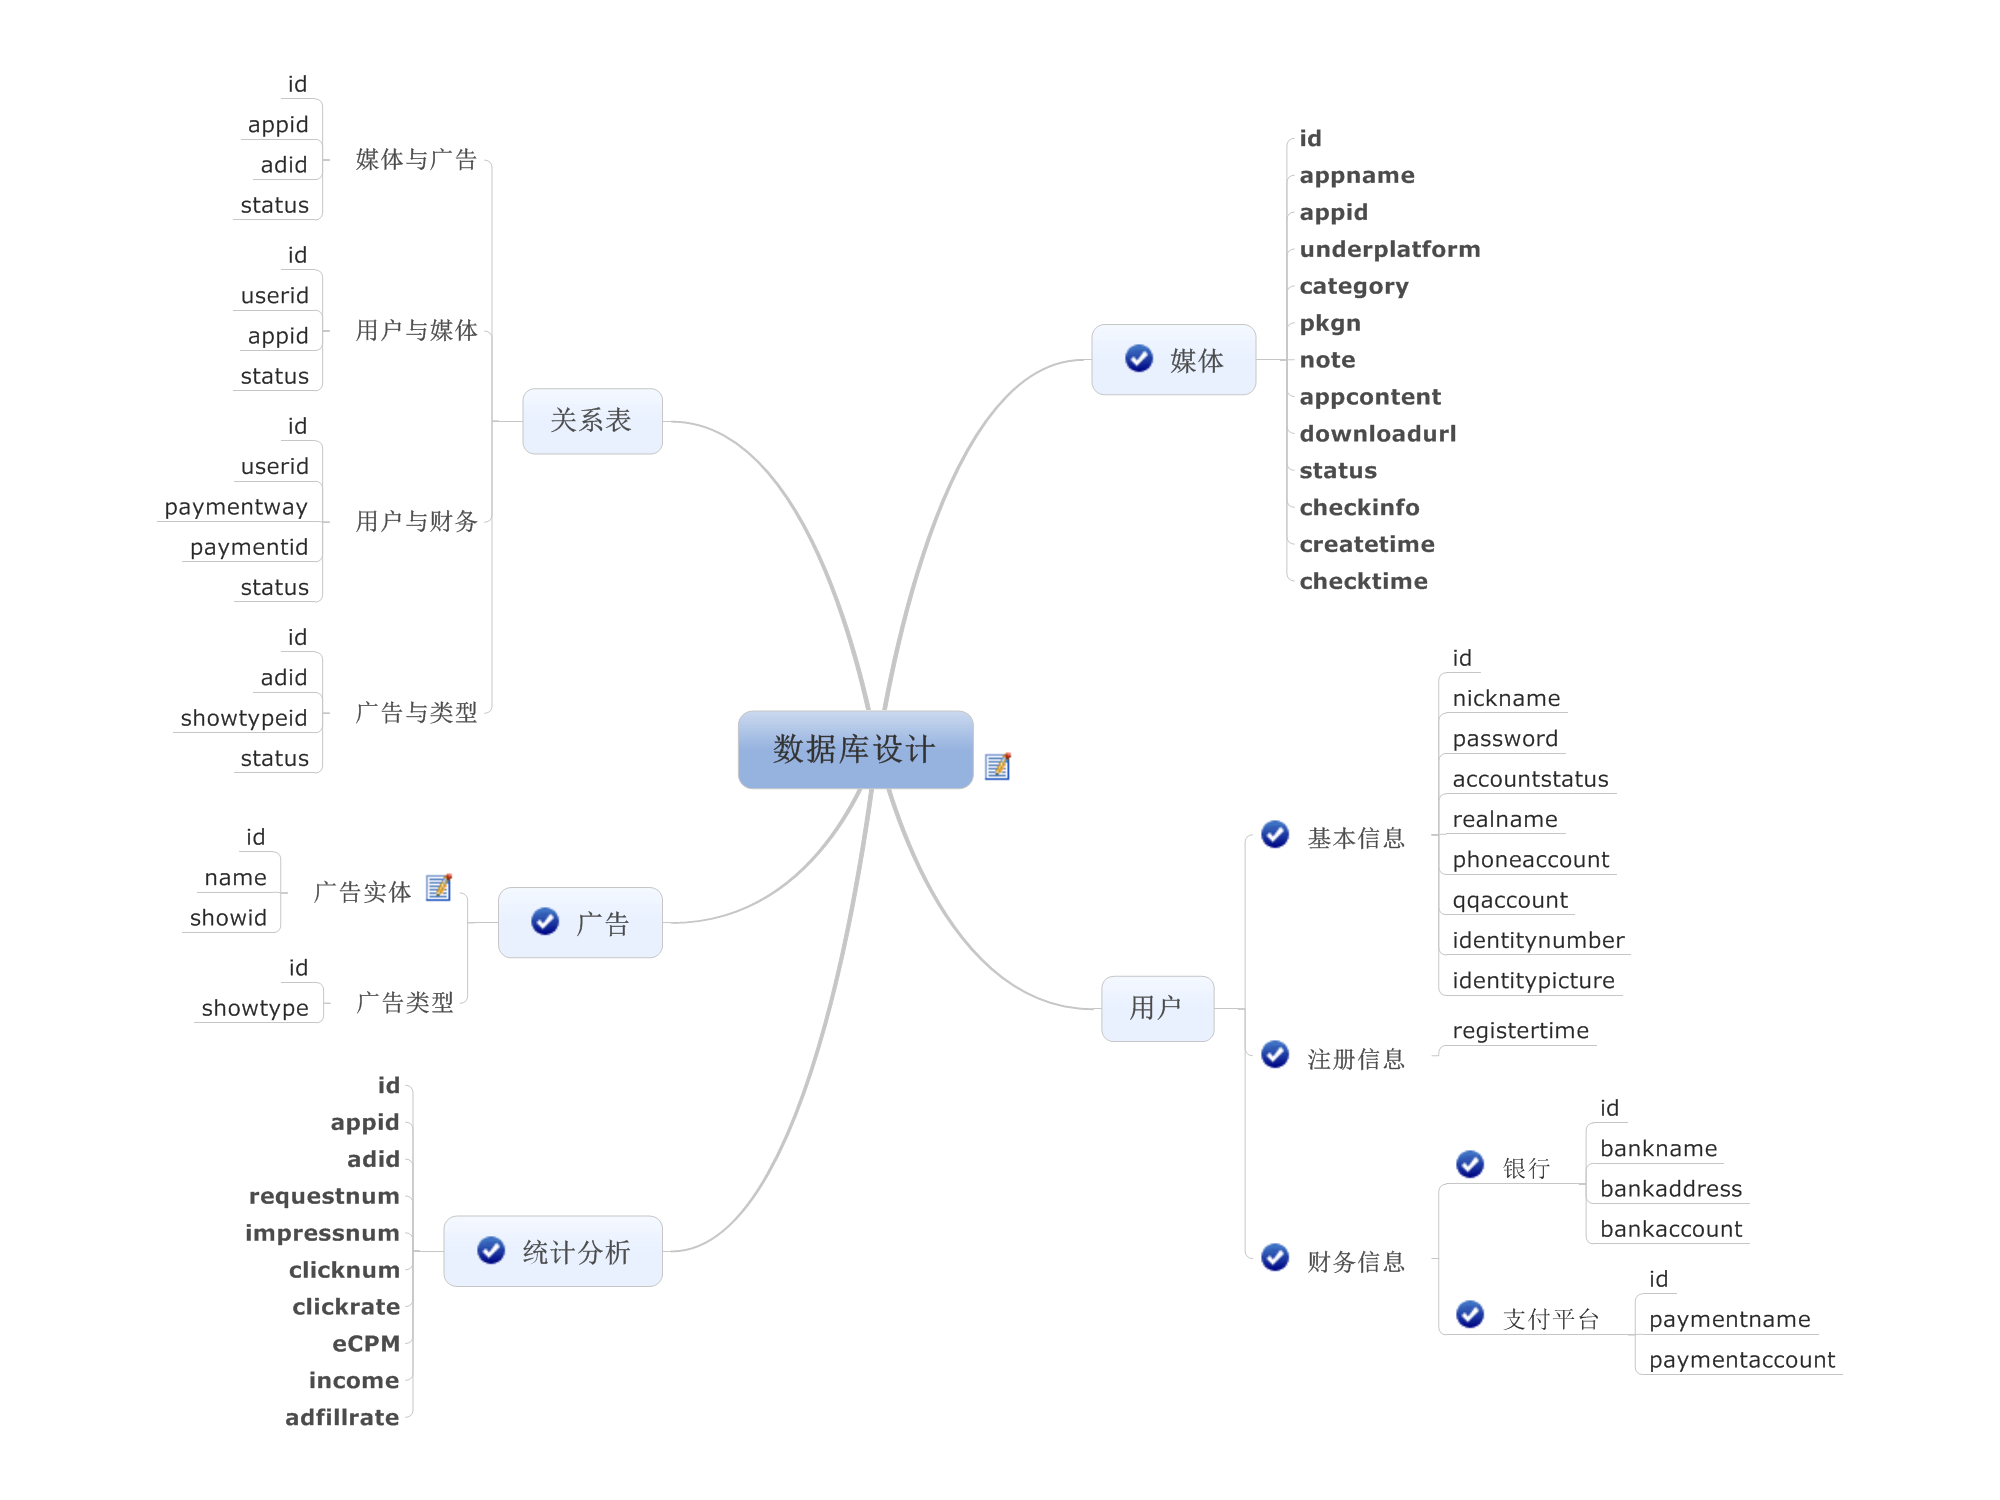 数据库设计
媒体
id
appname
appid
underplatform
category
pkgn
note
appcontent
downloadurl
status
checkinfo
createtime
checktime
用户
基本信息
id
nickname
password
accountstatus
realname
phoneaccount
qqaccount
identitynumber
identitypicture
注册信息
registertime
财务信息
银行
id
bankname
bankaddress
bankaccount
支付平台
id
paymentname
paymentaccount
关系表
媒体与广告
id
appid
adid
status
用户与媒体
id
userid
appid
status
用户与财务
id
userid
paymentway
paymentid
status
广告与类型
id
adid
showtypeid
status
广告
广告实体
id
name
showid
广告类型
id
showtype
统计分析
id
appid
adid
requestnum
impressnum
clicknum
clickrate
eCPM
income
adfillrate